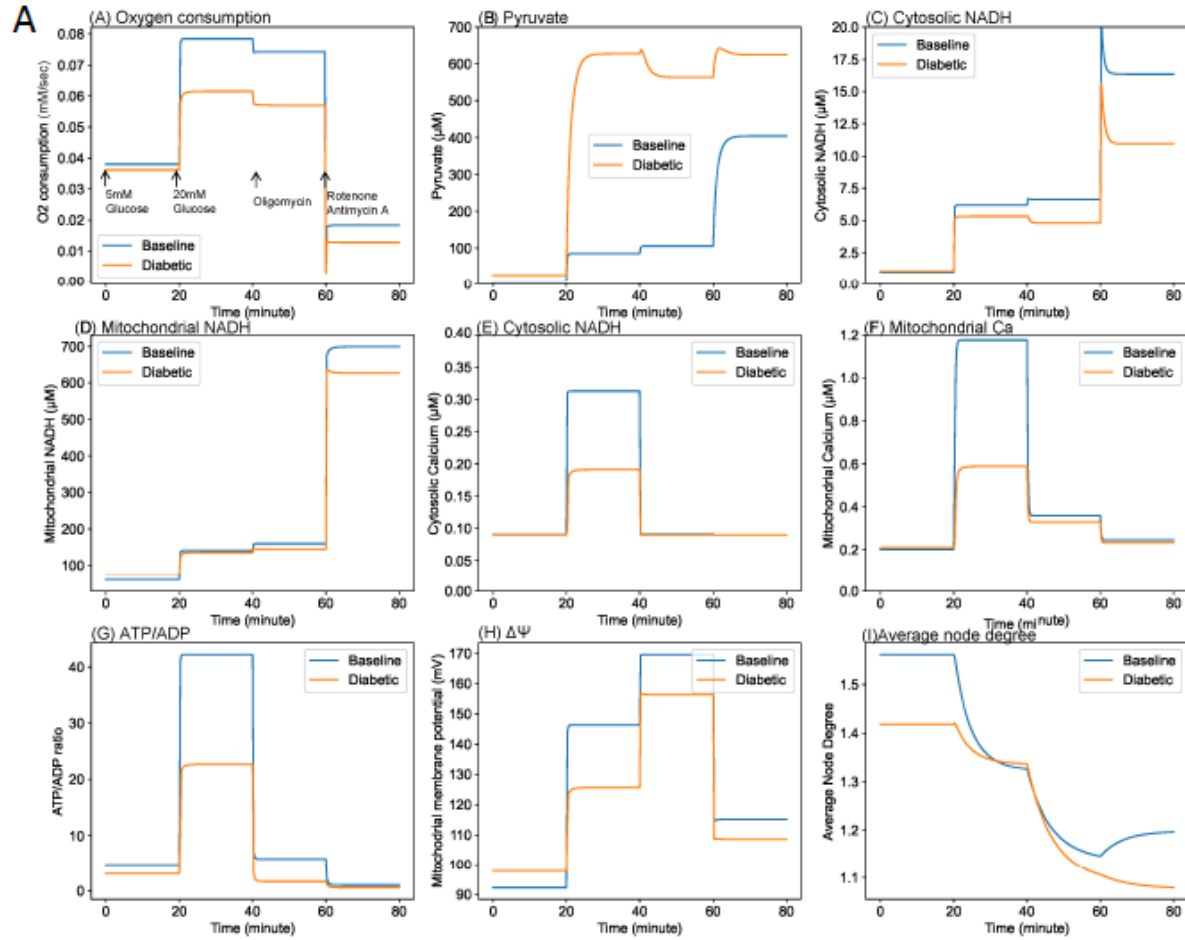 A
(A) Oxygen consumption
0.08
0.07
0.06
0.05
0.04
0.03
0.02
0.01
0.00
O2 consumption (mM/sec)
5mM
Glucose
20mM
Glucose
Oligomycin
Rotenone
Antimycin A
Baseline
Diabetic
0 20 40 60 80
Time (minute)
(B) Pyruvate
700
600
500
400
300
200
100
0
Pyruvate (μM)
Baseline
Diabetic
0 20 40 60 80
Time (minute)
(C) Cytosolic NADH
20.0
17.5
15.0
12.5
10.0
7.5
5.0
2.5
0.0
Cytosolic NADH (μM)
Baseline
Diabetic
0 20 40 60 80
Time (minute)
(D) Mitochondrial NADH
700
600
500
400
300
200
100
Mitochondrial NADH (μM)
Baseline
Diabetic
0 20 40 60 80
Time (minute)
(E) Cytosolic NADH
0.40
0.35
0.30
0.25
0.20
0.15
0.10
0.05
0.00
Cytosolic Calcium (μM)
Baseline
Diabetic
0 20 40 60 80
Time (minute)
(F) Mitochondrial Ca
1.2
1.0
0.8
0.6
0.4
0.2
0.0
Mitochondrial Calcium (μM)
Baseline
Diabetic
0 20 40 60 80
Time (minute)
(G) ATP/ADP
40
30
20
10
0
ATP/ADP ratio
Baseline
Diabetic
0 20 40 60 80
Time (minute)
(H) ΔΨ
170
160
150
140
130
120
110
100
90
Mitochodrial membrane potential (mV)
Baseline
Diabetic
0 20 40 60 80
Time (minute)
(I)Average node degree
1.5
1.4
1.3
1.2
1.1
Average Node Degree
Baseline
Diabetic
0 20 40 60 80
Time (minute)